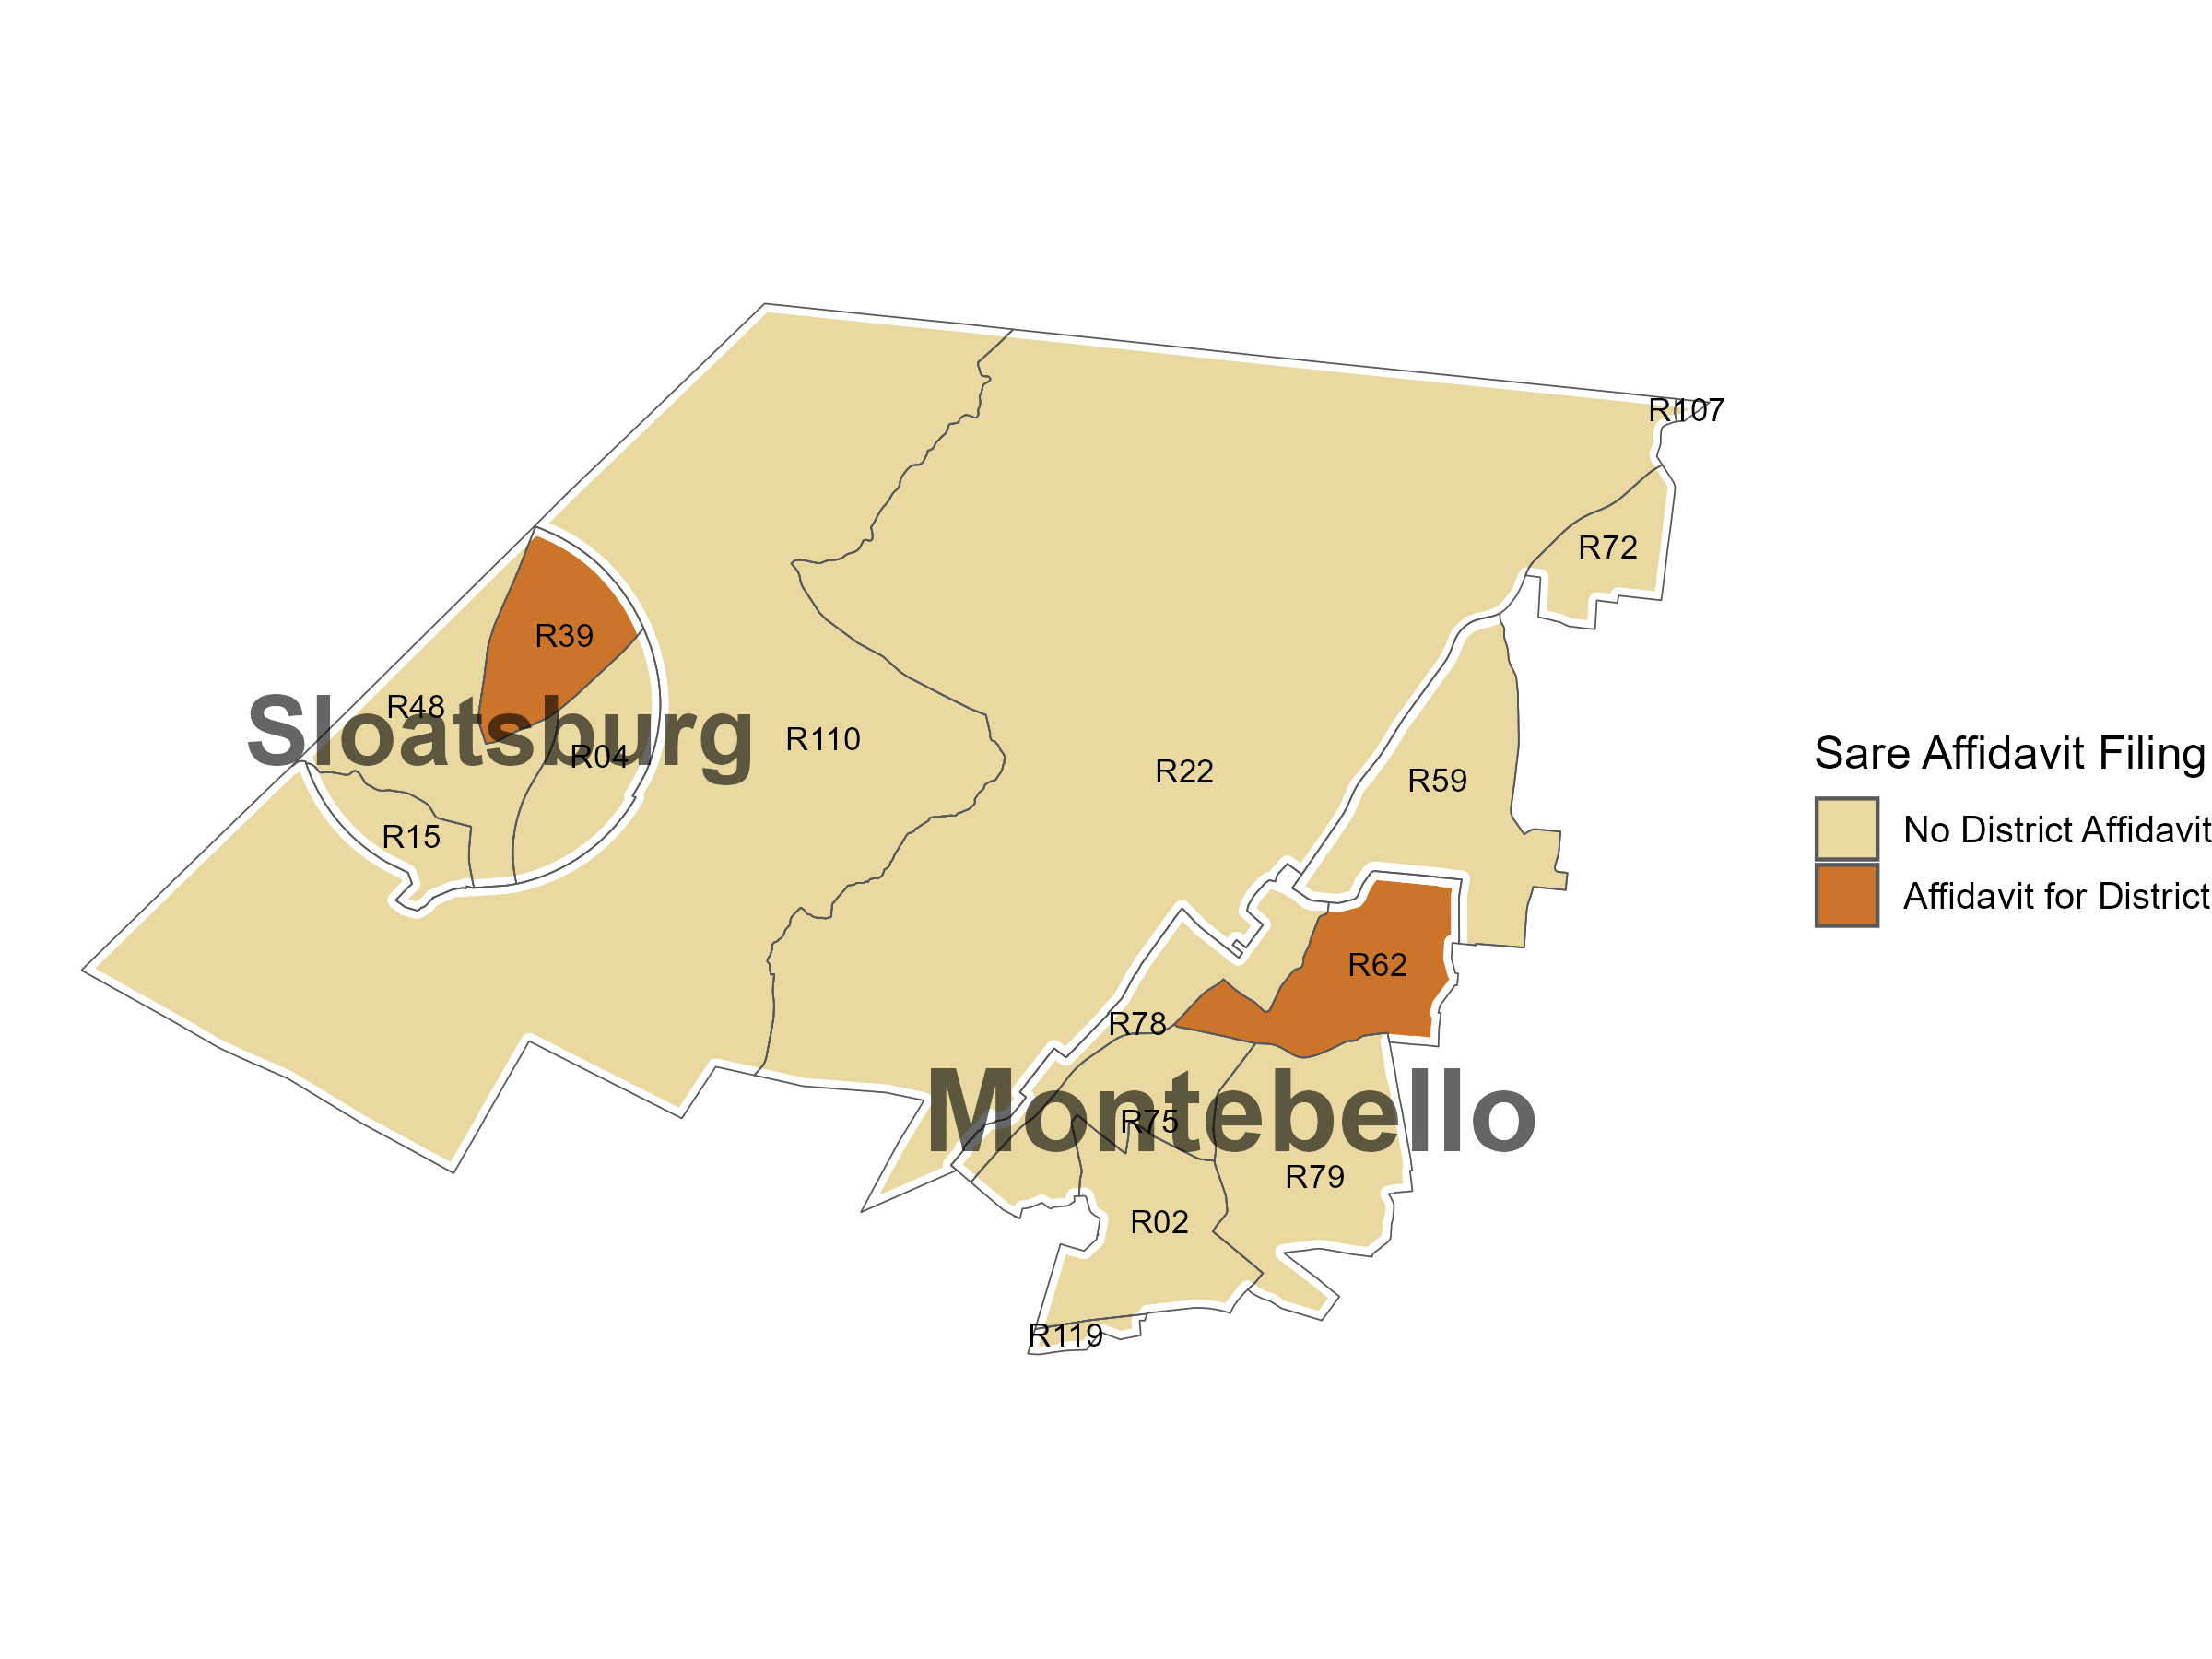 R107
R72
R39
R48
Sloatsburg
R04
R110
R22
R59
R15
R62
R78
Montebello
R75
R79
R02
R119
Sare Affidavit Filing
No District Affidavit
Affidavit for District